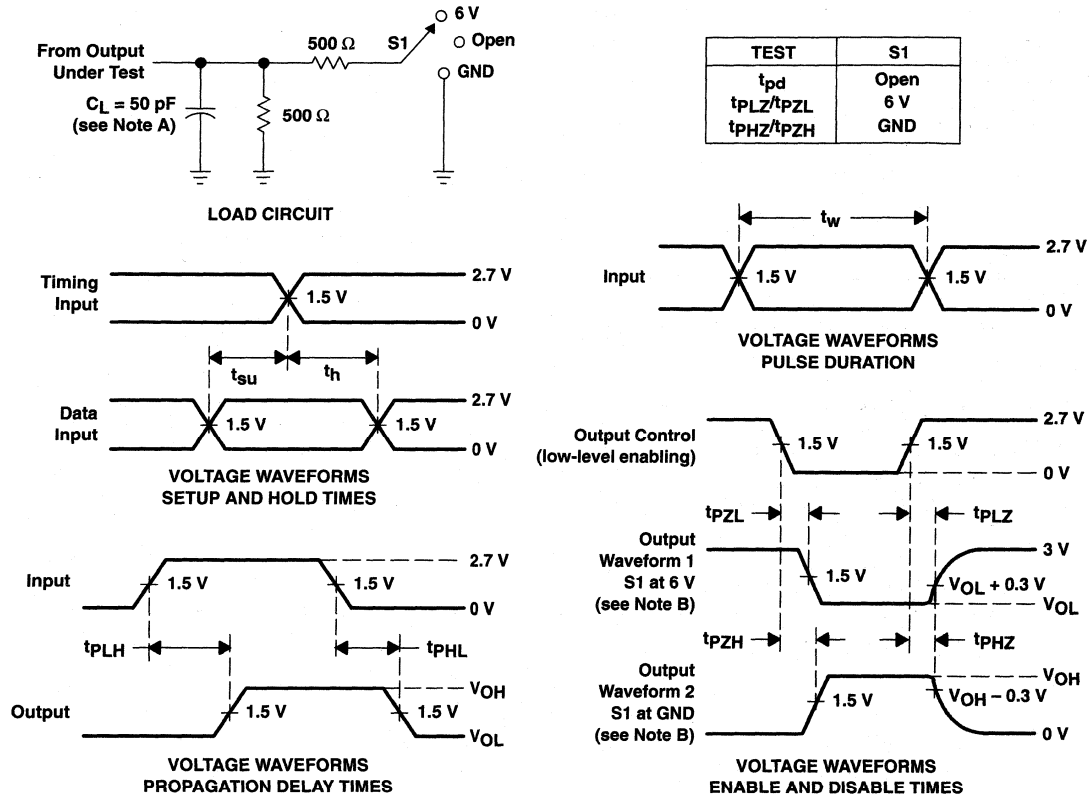 6 V
Open
GND
S1
500 Ω
From Output
Under Test
CL = 50 pF
(see Note A)
500 Ω
LOAD CIRCUIT
TEST S1
tpd Open
tPLZ/tPZL 6 V
tPHZ/tPZH GND
tw
Input
1.5 V
1.5 V
2.7 V
0 V
VOLTAGE WAVEFORMS
PULSE DURATION
Timing
Input
1.5 V
2.7 V
0 V
tsu
th
Data
Input
1.5 V
1.5 V
2.7 V
0 V
VOLTAGE WAVEFORMS
SETUP AND HOLD TIMES
Input
1.5 V
1.5 V
2.7 V
0 V
tPLH
tPHL
Output
1.5 V
1.5 V
VOH
VOL
VOLTAGE WAVEFORMS
PROPAGATION DELAY TIMES
Output Control
(low-level enabling)
1.5 V
1.5 V
2.7 V
0 V
tPZL
tPLZ
Output
Waveform 1
S1 at 6 V
(see Note B)
1.5 V
3 V
VOL + 0.3 V
VOL
tPZH
tPHZ
Output
Waveform 2
S1 at GND
(see Note B)
1.5 V
VOH
VOH – 0.3 V
0 V
VOLTAGE WAVEFORMS
ENABLE AND DISABLE TIMES